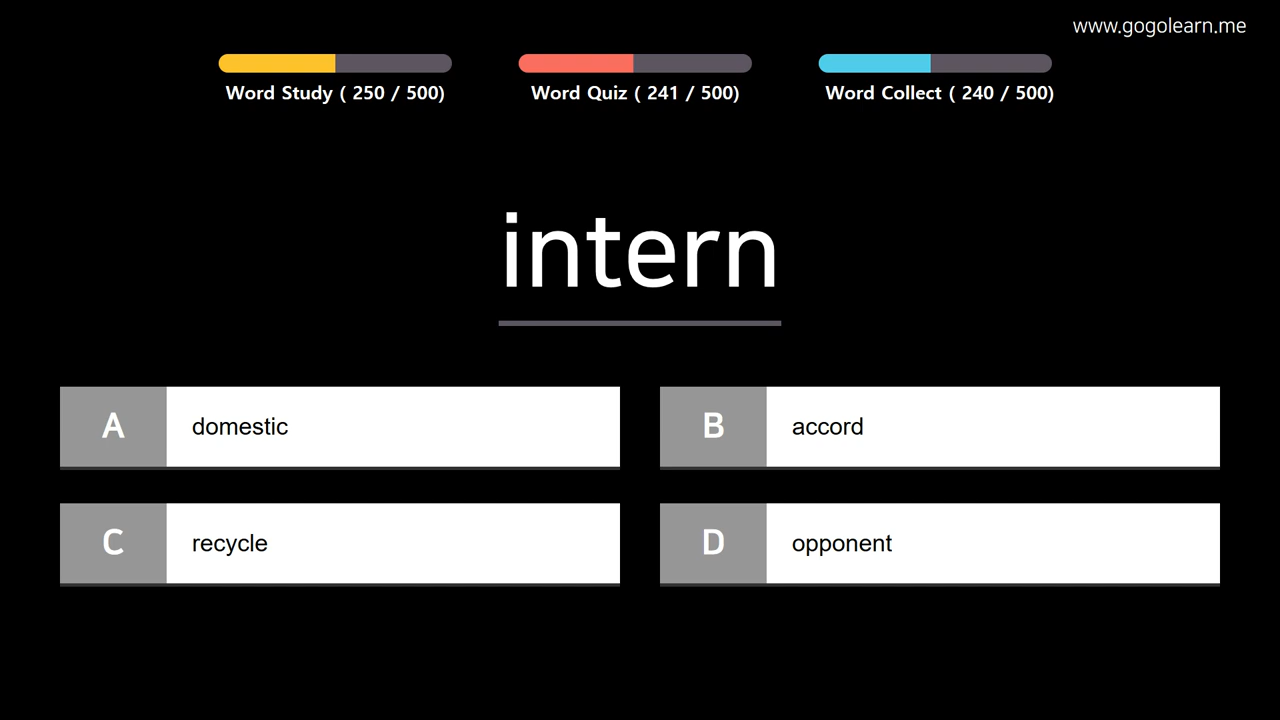 www.gogolearn.me
Word Study ( 250 / 500)
Word Quiz ( 241 / 500)
Word Collect ( 240 / 500)
intern
A domestic
B accord
C recycle
D opponent